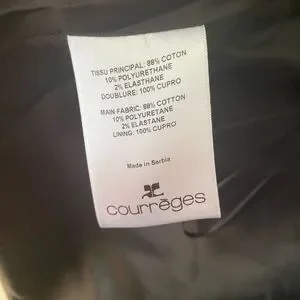 TISSU PRINCIPAL: 88% COTON
10% POLYURETHANE
2% ELASTHANE
DOUBLURE: 100% CUPRO
MAIN FABRIC: 88% COTTON
10% POLYURETANE
2% ELASTANE
LINING: 100% CUPRO
Made in Serbia
courrèges